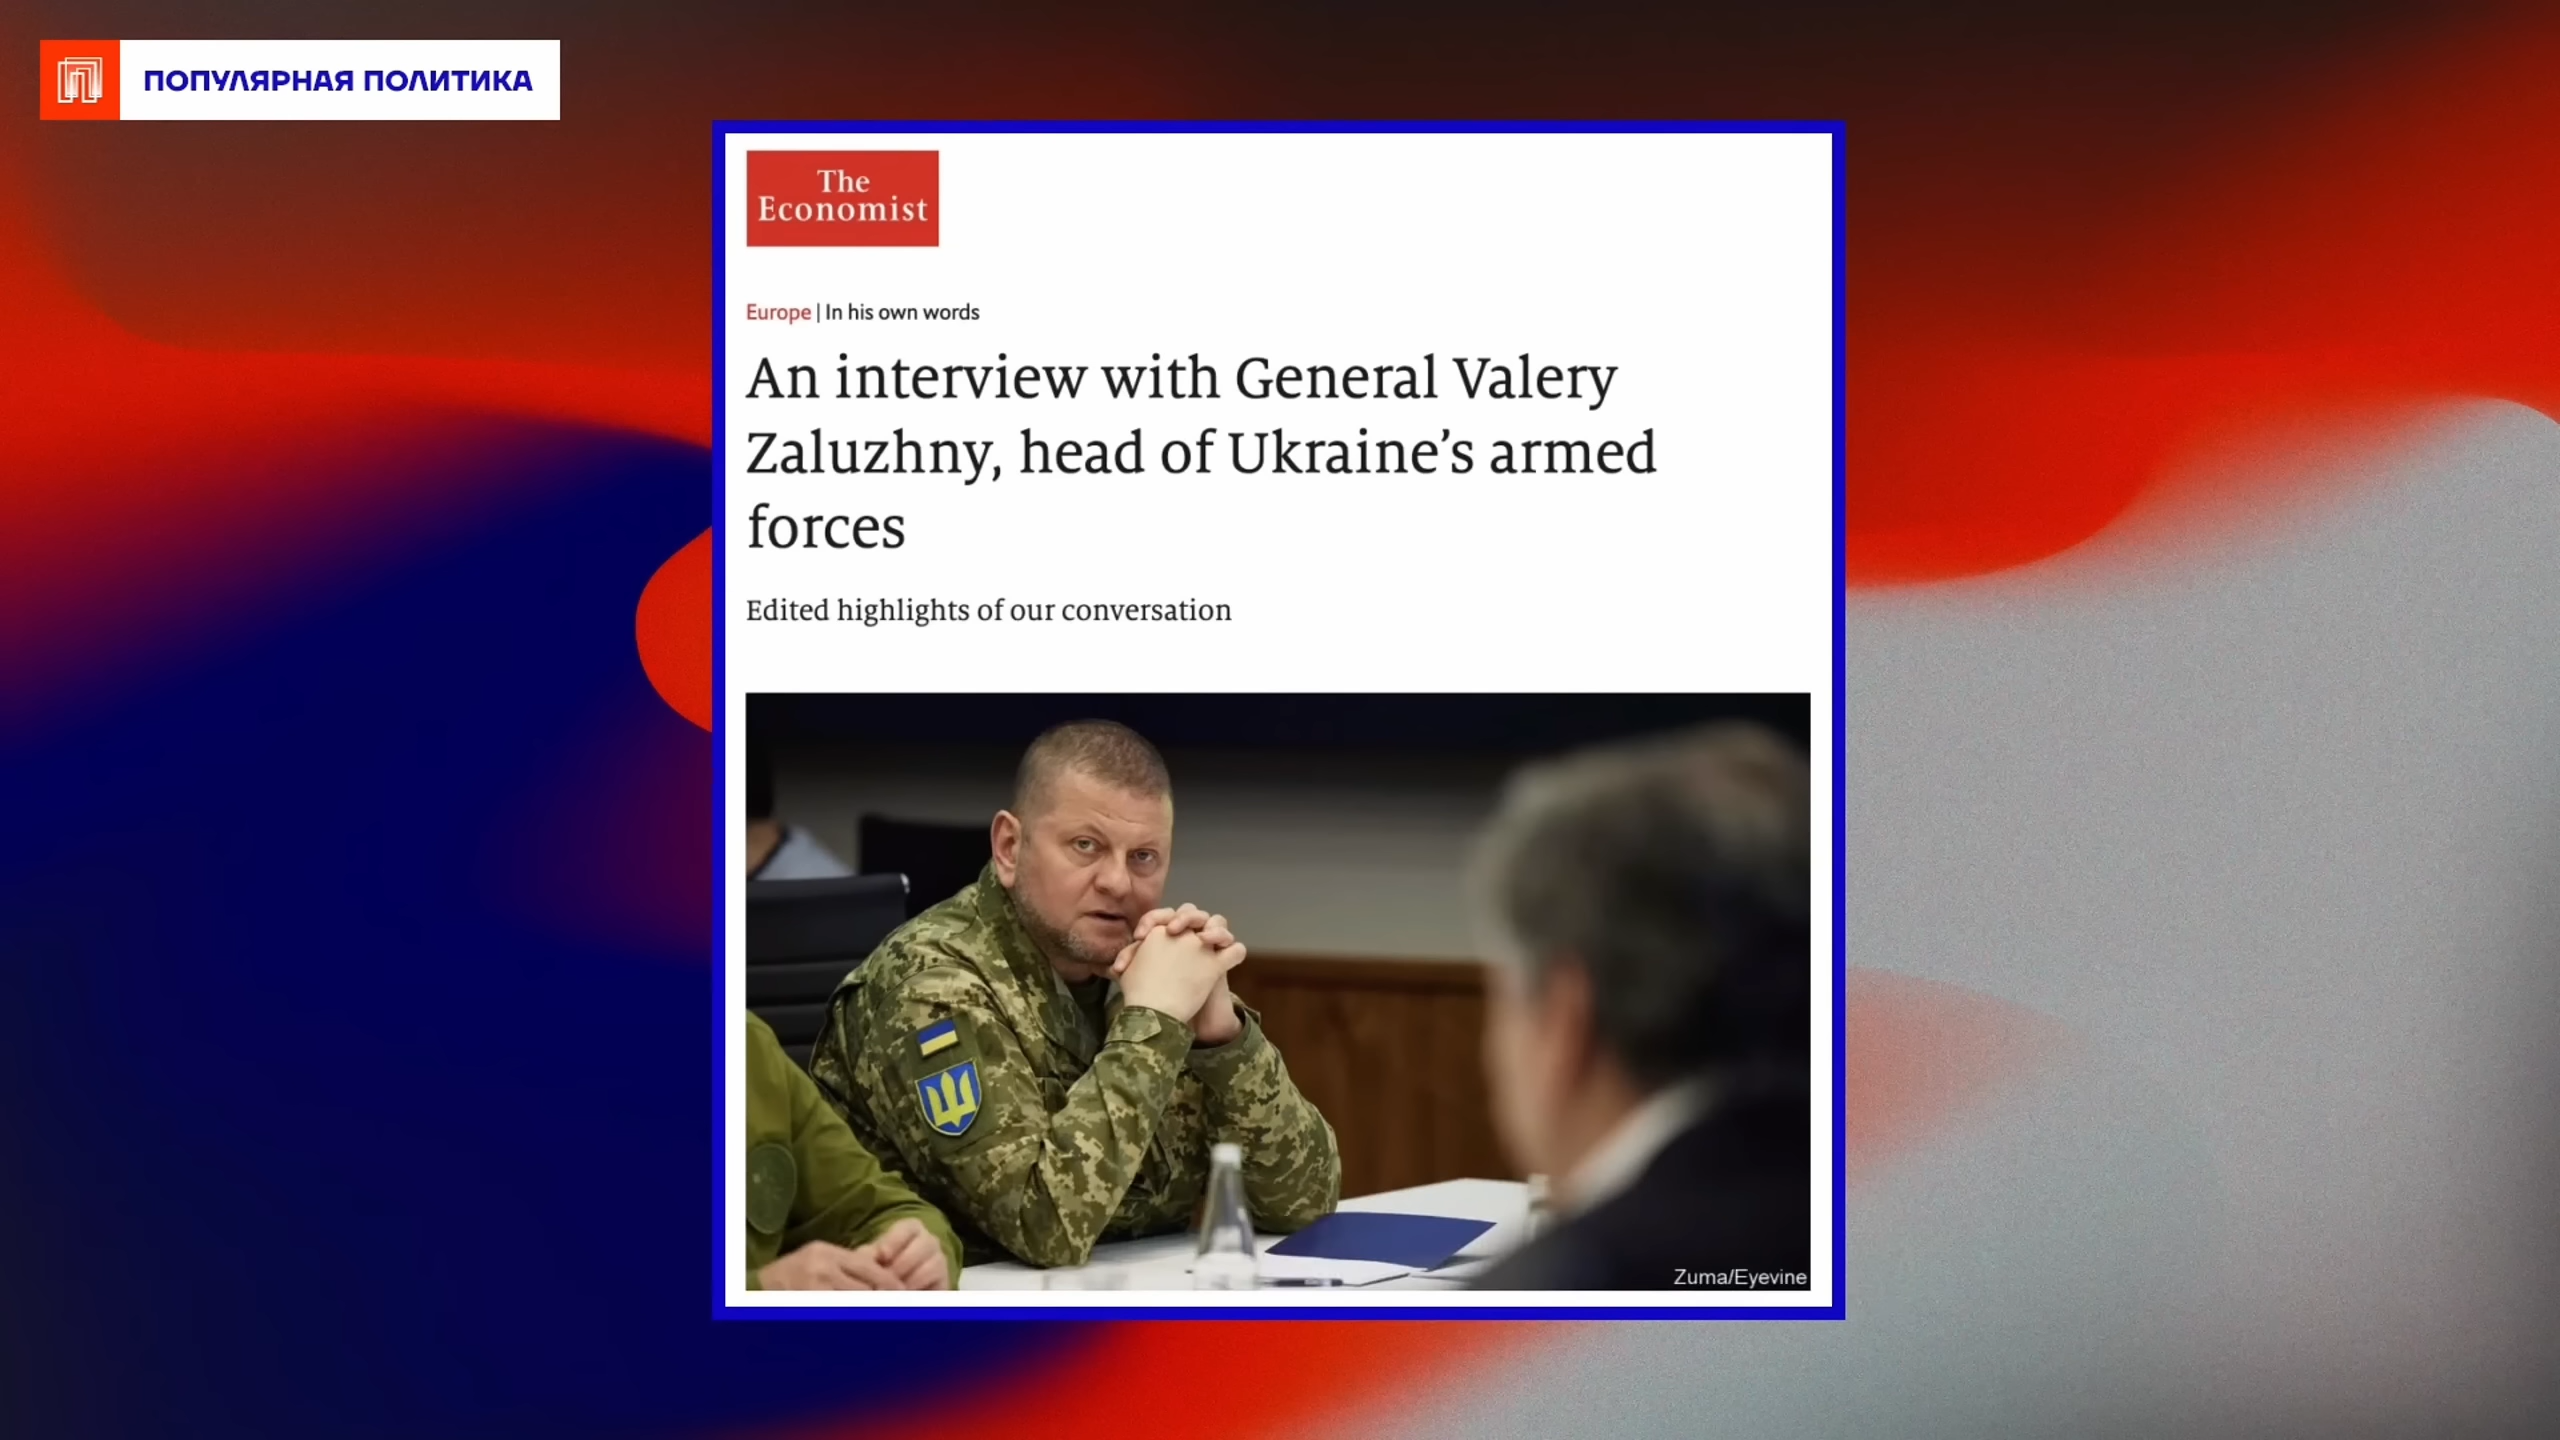 ПОПУЛЯРНАЯ ПОЛИТИКА
The
Economist
Europe | In his own words
An interview with General Valery
Zaluzhny, head of Ukraine’s armed
forces
Edited highlights of our conversation
Zuma/Eyevine